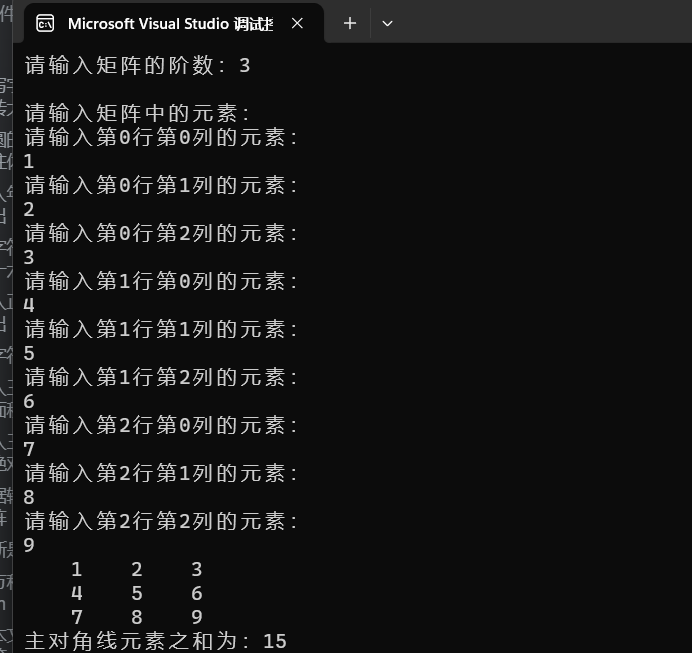 Microsoft Visual Studio 调试
请输入矩阵的阶数：3
请输入矩阵中的元素：
请输入第0行第0列的元素：
1
请输入第0行第1列的元素：
2
请输入第0行第2列的元素：
3
请输入第1行第0列的元素：
4
请输入第1行第1列的元素：
5
请输入第1行第2列的元素：
6
请输入第2行第0列的元素：
7
请输入第2行第1列的元素：
8
请输入第2行第2列的元素：
9
1 2 3
4 5 6
7 8 9
主对角线元素之和为：15